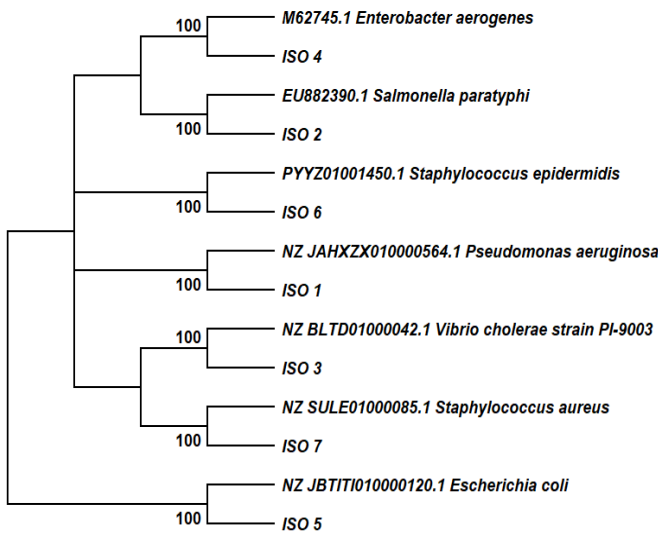 100
M62745.1 Enterobacter aerogenes
ISO 4
EU882390.1 Salmonella paratyphi
100
ISO 2
PYYZ01001450.1 Staphylococcus epidermidis
100
ISO 6
NZ JAHXZX010000564.1 Pseudomonas aeruginosa
100
ISO 1
NZ BLTD01000042.1 Vibrio cholerae strain PI-9003
100
ISO 3
NZ SULE01000085.1 Staphylococcus aureus
100
ISO 7
NZ JBTITI010000120.1 Escherichia coli
100
ISO 5